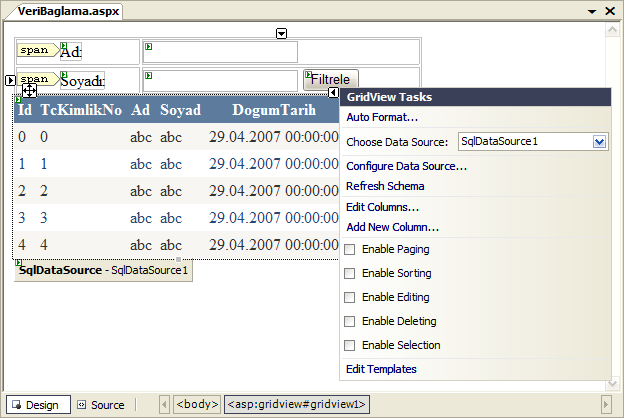 VeriBaglama.aspx
span Adı
span Soyadı Filtrele
Id TcKimlikNo Ad Soyad DogumTarih
0 0 abc abc 29.04.2007 00:00:00
1 1 abc abc 29.04.2007 00:00:00
2 2 abc abc 29.04.2007 00:00:00
3 3 abc abc 29.04.2007 00:00:00
4 4 abc abc 29.04.2007 00:00:00
SqlDataSource - SqlDataSource1
GridView Tasks
Auto Format...
Choose Data Source: SqlDataSource1
Configure Data Source...
Refresh Schema
Edit Columns...
Add New Column...
Enable Paging
Enable Sorting
Enable Editing
Enable Deleting
Enable Selection
Edit Templates
Design Source <body> <asp:gridview#gridview1>